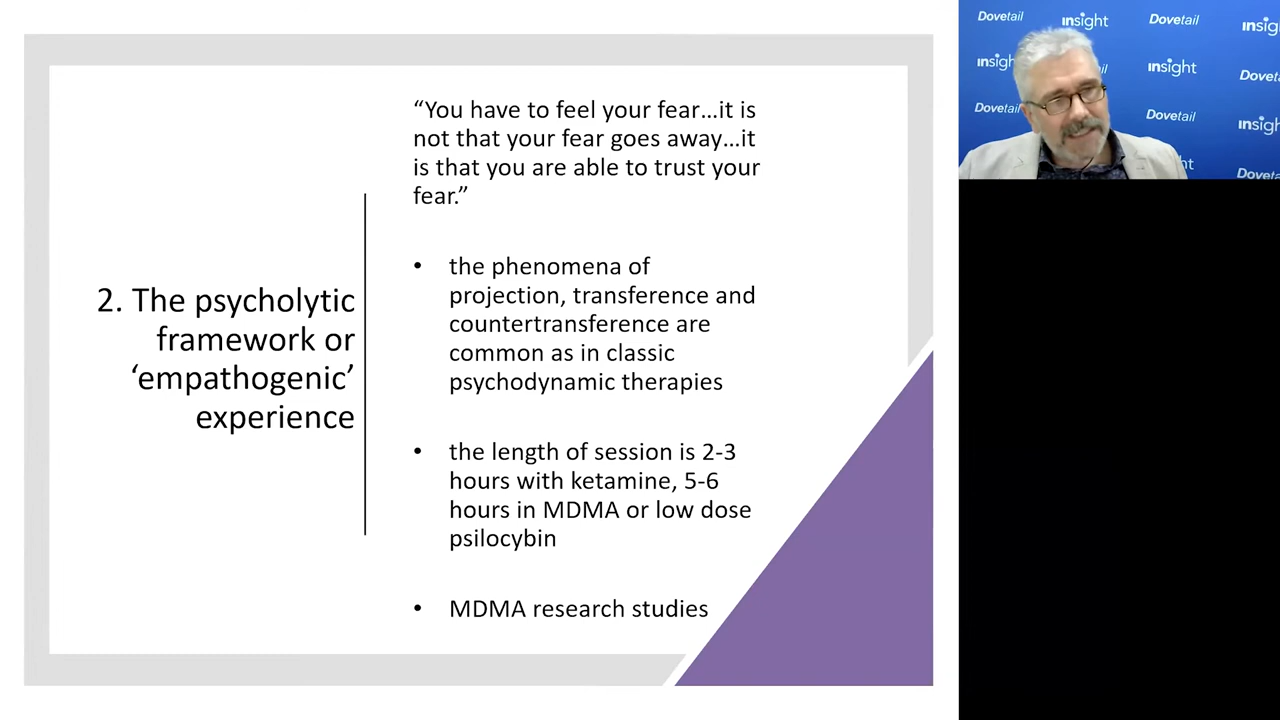 “You have to feel your fear...it is
not that your fear goes away...it
is that you are able to trust your
fear.”
2. The psycholytic
framework or
‘empathogenic’
experience
• the phenomena of
projection, transference and
countertransference are
common as in classic
psychodynamic therapies
• the length of session is 2-3
hours with ketamine, 5-6
hours in MDMA or low dose
psilocybin
• MDMA research studies
Dovetail insight Dovetail insight
insight insight Dovetail
Dovetail Dovetail insight
Dovetail